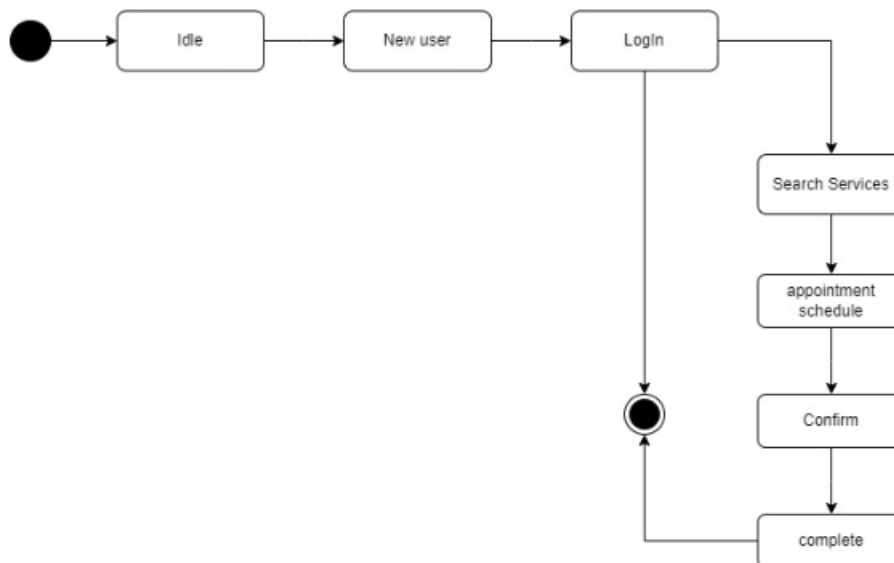 Idle
New user
LogIn
Search Services
appointment
schedule
Confirm
complete